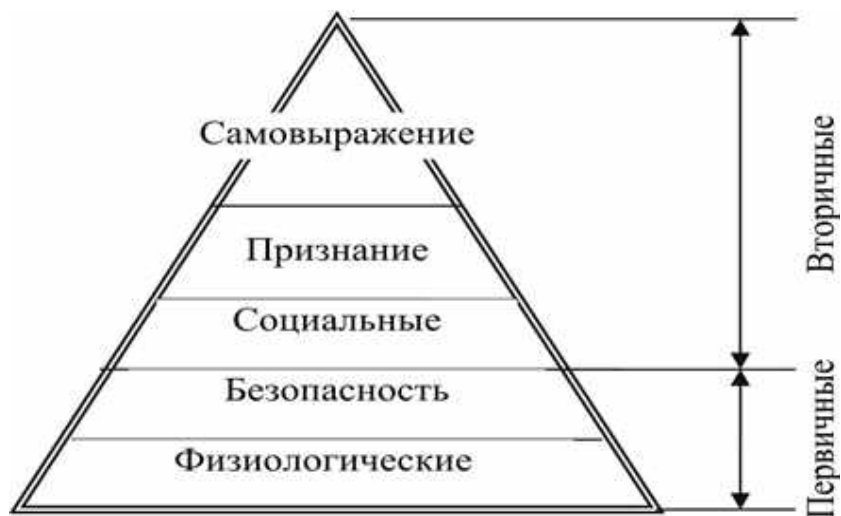 Самовыражение
Признание
Социальные
Безопасность
Физиологические
Вторичные
Первичные